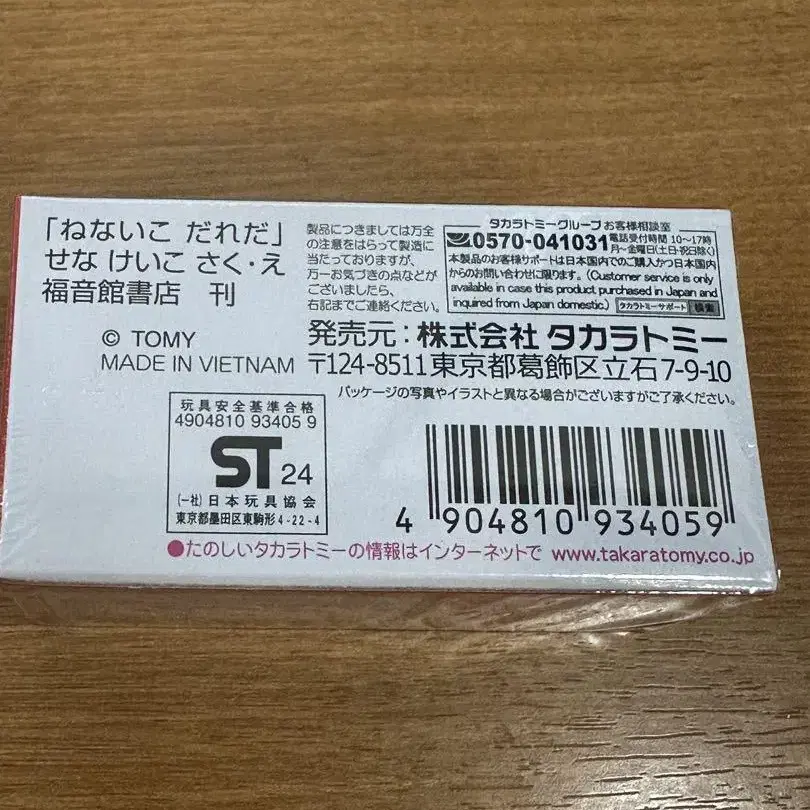 「ねないこ だれだ」
せな けいこ さく・え
福音館書店 刊
© TOMY
MADE IN VIETNAM
製品につきましては万全
の注意をはらって製造に
当たっておりますが、
万一お気づきの点などが
ございましたら、
右記までご連絡ください。
タカラトミーグループお客様相談室
0570-041031 電話受付時間 10〜17時
月〜金曜日(土日・祝日除く)
本製品のお客様サポートは日本国内でのご購入かつ日本国内
からのお問い合わせに限ります。(Customer service is only
available in case this product purchased in Japan and
inquired from Japan domestic.) タカラトミーサポート 検索
発売元：株式会社 タカラトミー
〒124-8511 東京都葛飾区立石7-9-10
パッケージの写真やイラストと異なる場合がございますがご了承ください。
玩具安全基準合格
4904810 93405 9
ST 24
(一社)日本玩具協会
東京都墨田区東駒形4-22-4
4 904810 934059
●たのしいタカラトミーの情報はインターネットで www.takaratomy.co.jp